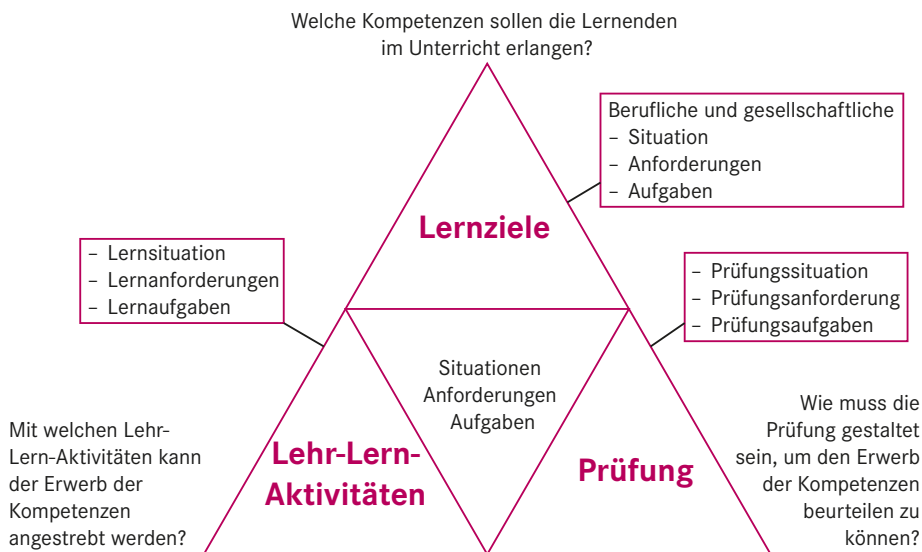 Welche Kompetenzen sollen die Lernenden
im Unterricht erlangen?
Berufliche und gesellschaftliche
– Situation
– Anforderungen
– Aufgaben
Lernziele
– Lernsituation
– Lernanforderungen
– Lernaufgaben
– Prüfungssituation
– Prüfungsanforderung
– Prüfungsaufgaben
Situationen
Anforderungen
Aufgaben
Mit welchen Lehr-
Lern-Aktivitäten kann
der Erwerb der
Kompetenzen
angestrebt werden?
Lehr-Lern-
Aktivitäten
Prüfung
Wie muss die
Prüfung gestaltet
sein, um den Erwerb
der Kompetenzen
beurteilen zu
können?